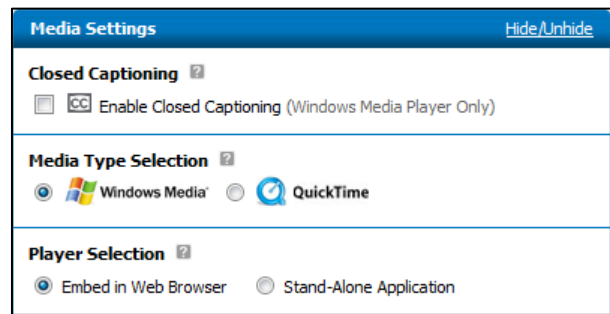 Media Settings Hide/Unhide
Closed Captioning ?
CC Enable Closed Captioning (Windows Media Player Only)
Media Type Selection ?
Windows Media QuickTime
Player Selection ?
Embed in Web Browser Stand-Alone Application